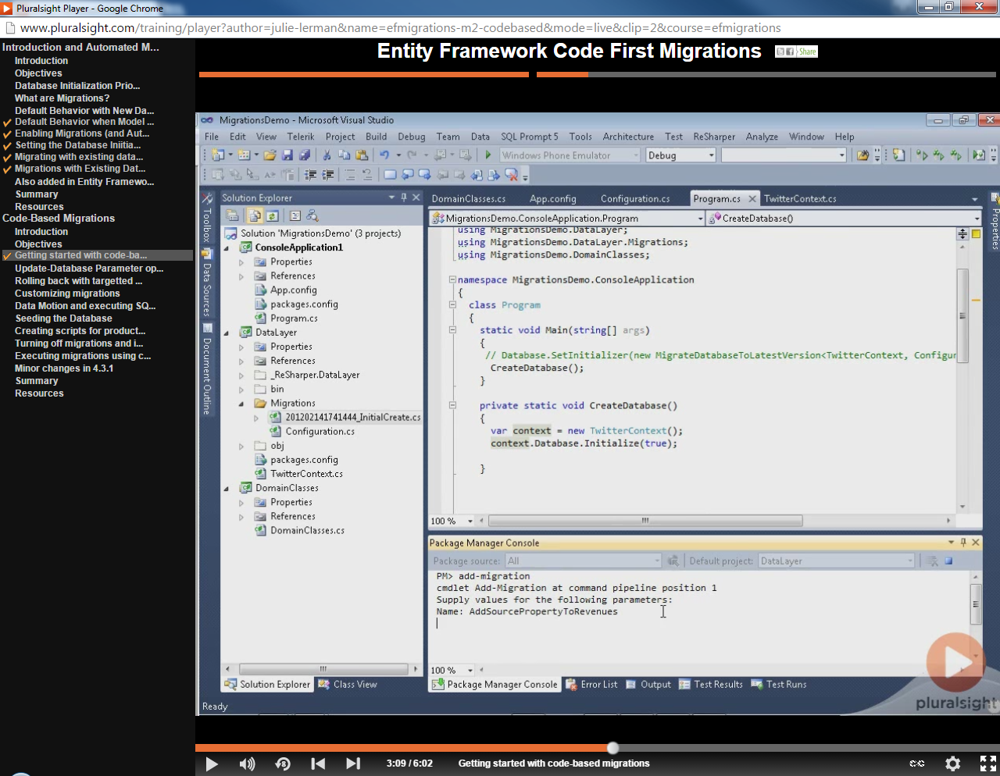 Pluralsight Player - Google Chrome
www.pluralsight.com/training/player?author=julie-lerman&name=efmigrations-m2-codebased&mode=live&clip=2&course=efmigrations
Introduction and Automated M...
Introduction
Objectives
Database Initialization Prio...
What are Migrations?
Default Behavior with New Da...
Default Behavior when Model ...
Enabling Migrations (and Aut...
Setting the Database Iniitia...
Migrating with existing data...
Migrations with Existing Dat...
Also added in Entity Framewo...
Summary
Resources
Code-Based Migrations
Introduction
Objectives
Getting started with code-ba...
Update-Database Parameter op...
Rolling back with targetted ...
Customizing migrations
Data Motion and executing SQ...
Seeding the Database
Creating scripts for product...
Turning off migrations and i...
Executing migrations using c...
Minor changes in 4.3.1
Summary
Resources
Entity Framework Code First Migrations
Share
MigrationsDemo - Microsoft Visual Studio
File Edit View Telerik Project Build Debug Team Data SQL Prompt 5 Tools Architecture Test ReSharper Analyze Window Help
Windows Phone Emulator
Debug
Toolbox
Data Sources
Document Outline
Solution Explorer
Solution 'MigrationsDemo' (3 projects)
ConsoleApplication1
Properties
References
App.config
packages.config
Program.cs
DataLayer
Properties
References
_ReSharper.DataLayer
bin
Migrations
201202141741444_InitialCreate.cs
Configuration.cs
obj
packages.config
TwitterContext.cs
DomainClasses
Properties
References
DomainClasses.cs
Solution Explorer
Class View
DomainClasses.cs App.config Configuration.cs Program.cs TwitterContext.cs
MigrationsDemo.ConsoleApplication.Program
CreateDatabase()
Properties
using MigrationsDemo.DataLayer;
using MigrationsDemo.DataLayer.Migrations;
using MigrationsDemo.DomainClasses;
namespace MigrationsDemo.ConsoleApplication
{
class Program
{
static void Main(string[] args)
{
// Database.SetInitializer(new MigrateDatabaseToLatestVersion<TwitterContext, Configur
CreateDatabase();
}
private static void CreateDatabase()
{
var context = new TwitterContext();
context.Database.Initialize(true);
}
100 %
Package Manager Console
Package source: All
Default project: DataLayer
PM> add-migration
cmdlet Add-Migration at command pipeline position 1
Supply values for the following parameters:
Name: AddSourcePropertyToRevenues
100 %
Package Manager Console
Error List
Output
Test Results
Test Runs
pluralsight
Ready
8
3:09 / 6:02
Getting started with code-based migrations
CC